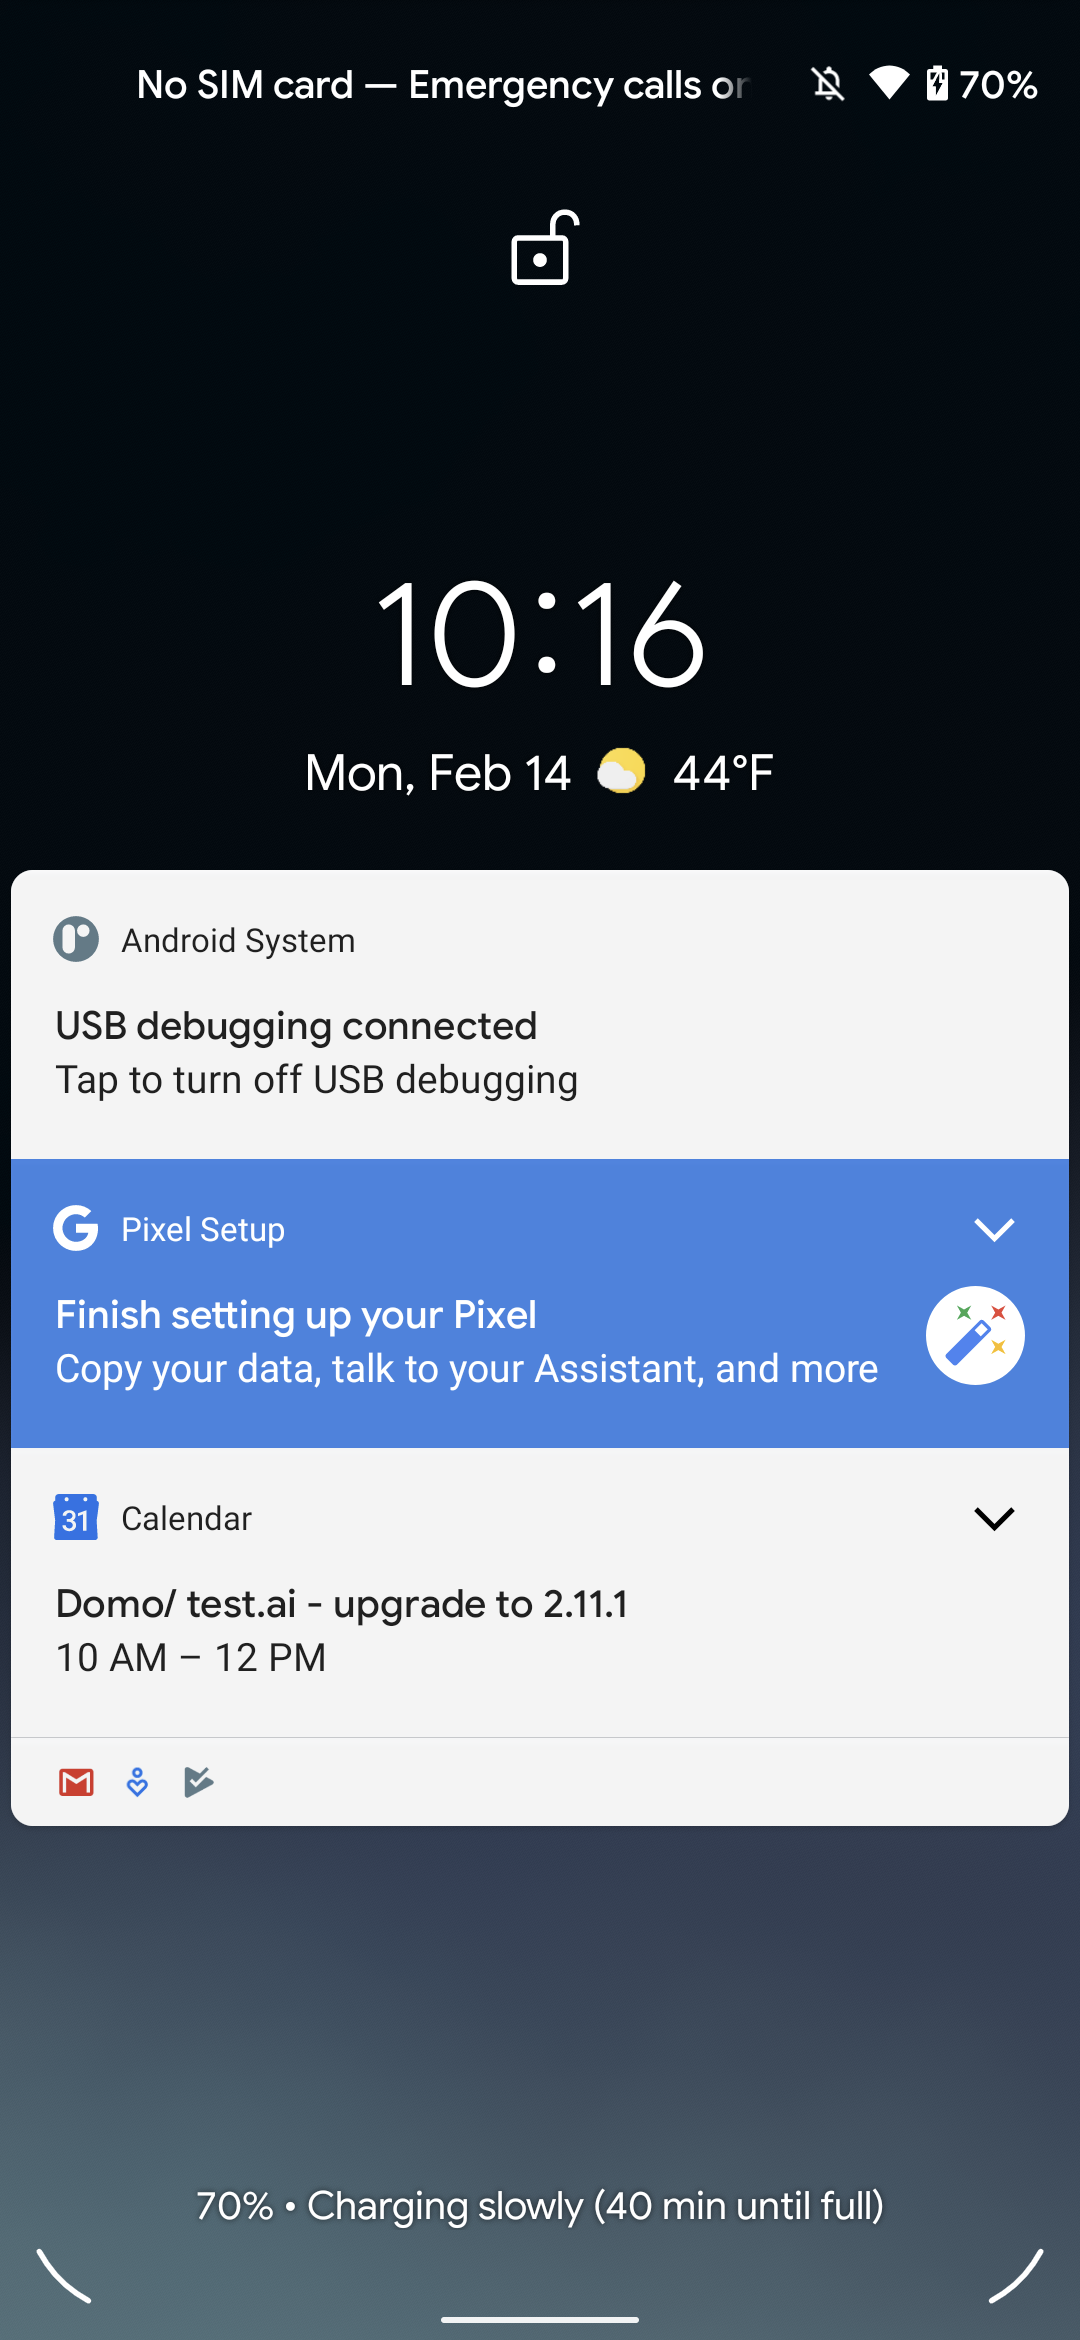 No SIM card — Emergency calls or
70%
10:16
Mon, Feb 14 44°F
Android System
USB debugging connected
Tap to turn off USB debugging
Pixel Setup
Finish setting up your Pixel
Copy your data, talk to your Assistant, and more
31 Calendar
Domo/ test.ai - upgrade to 2.11.1
10 AM – 12 PM
70% • Charging slowly (40 min until full)